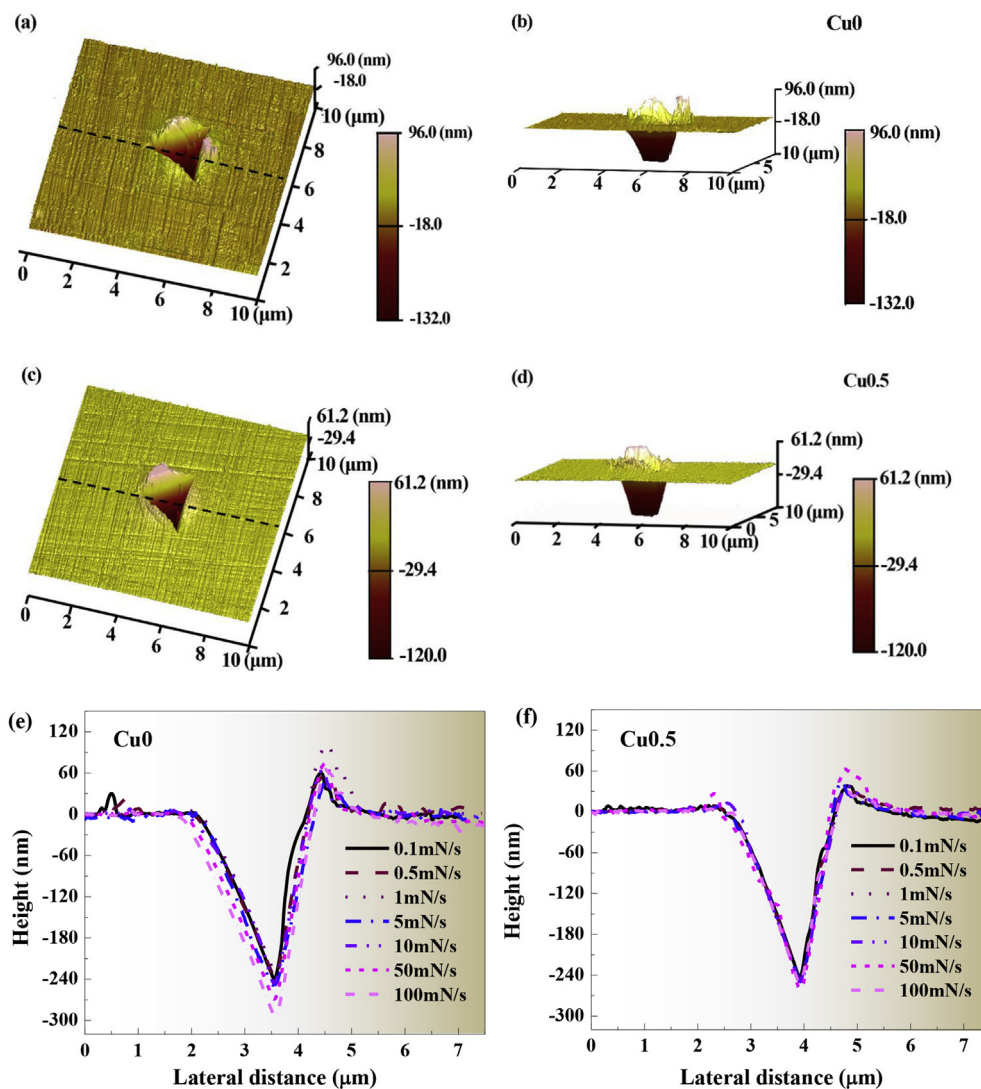 (a)
96.0 (nm)
-18.0
10 (μm)
8
6
4
2
0
2
4
6
8
10 (μm)
96.0 (nm)
-18.0
-132.0
(b)
Cu0
96.0 (nm)
-18.0
10 (μm)
5
0
2
4
6
8
10 (μm)
96.0 (nm)
-18.0
-132.0
(c)
61.2 (nm)
-29.4
10 (μm)
8
6
4
2
0
2
4
6
8
10 (μm)
61.2 (nm)
-29.4
-120.0
(d)
Cu0.5
61.2 (nm)
-29.4
10 (μm)
5
0
0
2
4
6
8
10 (μm)
61.2 (nm)
-29.4
-120.0
(e)
Cu0
120
60
0
-60
-120
-180
-240
-300
Height (nm)
0.1mN/s
0.5mN/s
1mN/s
5mN/s
10mN/s
50mN/s
100mN/s
0 1 2 3 4 5 6 7
Lateral distance (μm)
(f)
Cu0.5
120
60
0
-60
-120
-180
-240
-300
Height (nm)
0.1mN/s
0.5mN/s
1mN/s
5mN/s
10mN/s
50mN/s
100mN/s
0 1 2 3 4 5 6 7
Lateral distance (μm)